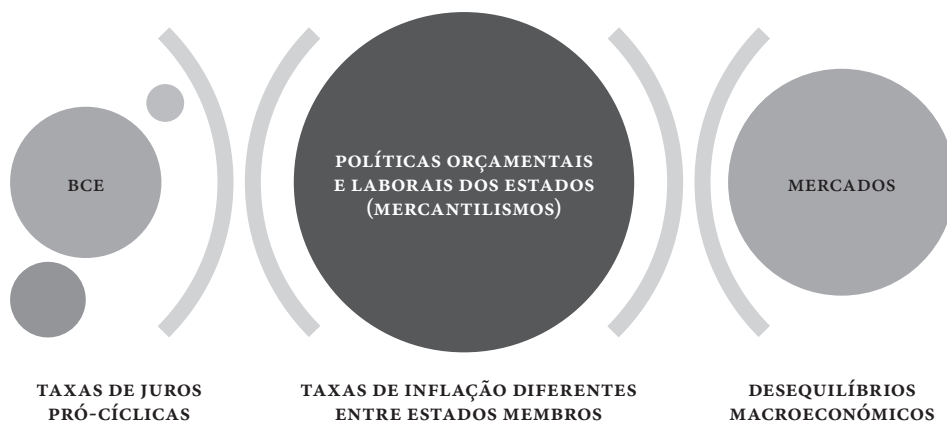 BCE
POLÍTICAS ORÇAMENTAIS
E LABORAIS DOS ESTADOS
(MERCANTILISMOS)
MERCADOS
TAXAS DE JUROS
PRÓ-CÍCLICAS
TAXAS DE INFLAÇÃO DIFERENTES
ENTRE ESTADOS MEMBROS
DESEQUILÍBRIOS
MACROECONÓMICOS